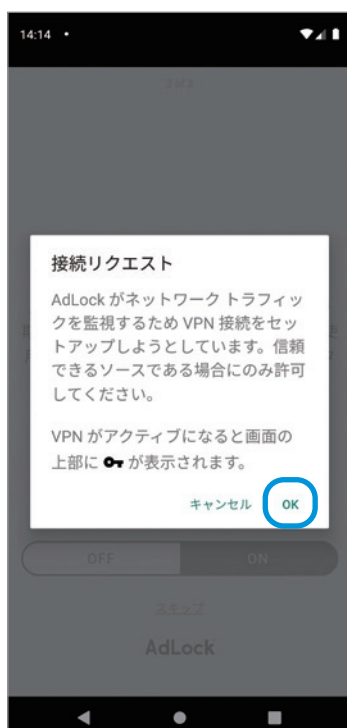 14:14
接続リクエスト
AdLock がネットワーク トラフィッ
クを監視するため VPN 接続をセッ
トアップしようとしています。信頼
できるソースである場合にのみ許可
してください。
VPN がアクティブになると画面の
上部に が表示されます。
キャンセル OK
OFF ON
スキップ
AdLock